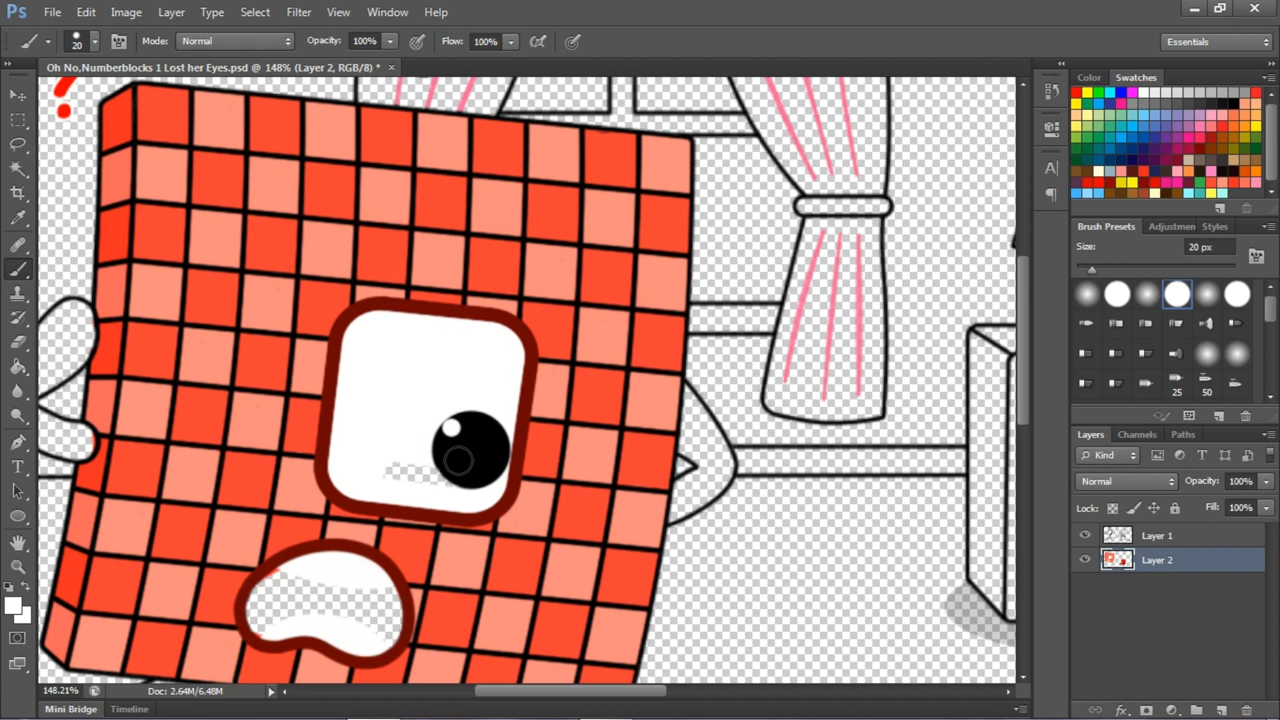 Ps File Edit Image Layer Type Select Filter View Window Help
20 Mode: Normal Opacity: 100% Flow: 100% Essentials
Oh No,Numberblocks 1 Lost her Eyes.psd @ 148% (Layer 2, RGB/8) * ×
Color Swatches
Brush Presets Adjustmen Styles
Size: 20 px
25 50
Layers Channels Paths
Kind
Normal Opacity: 100%
Lock: Fill: 100%
Layer 1
Layer 2
148.21% Doc: 2.64M/6.48M
Mini Bridge Timeline